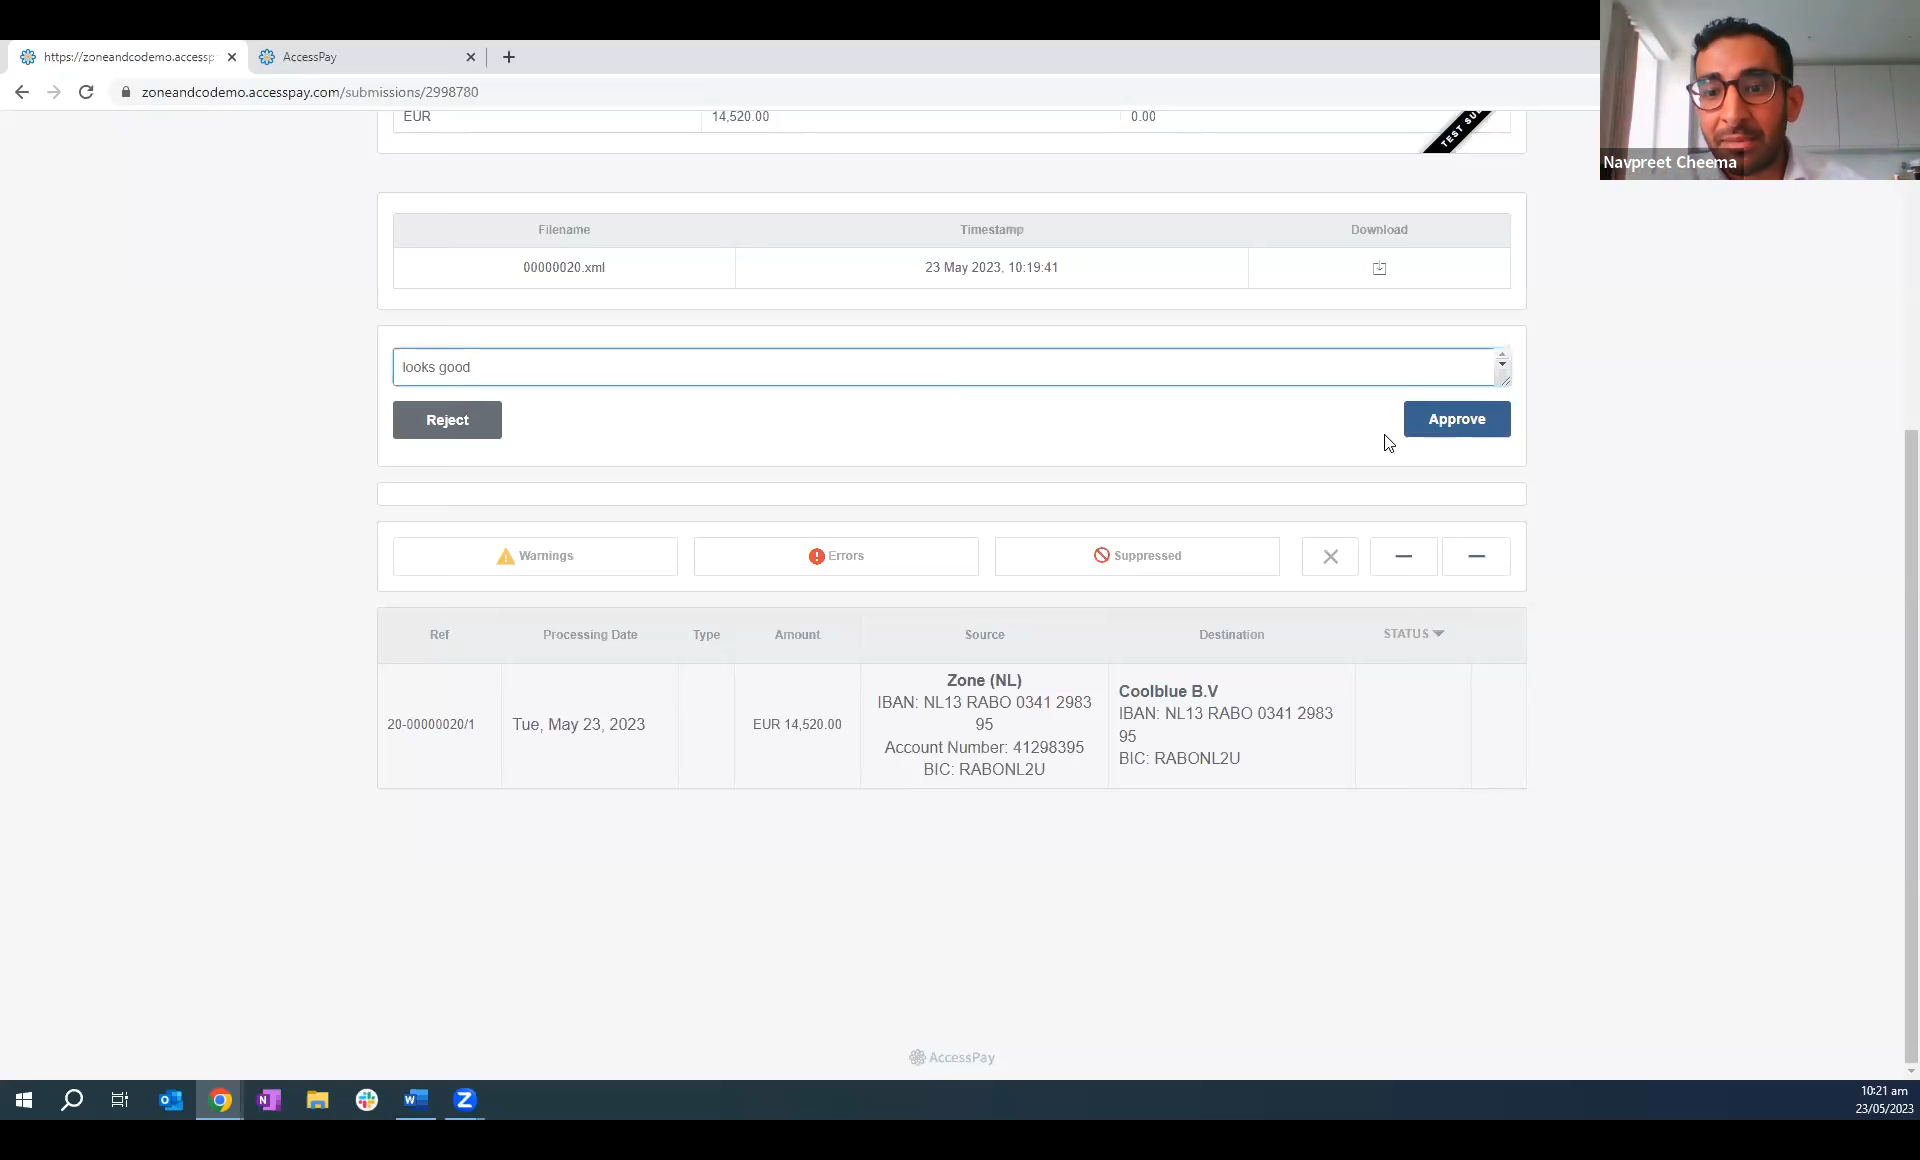 https://zoneandcodemo.accessp
AccessPay
zoneandcodemo.accesspay.com/submissions/2998780
Navpreet Cheema
EUR 14,520.00 0.00
TEST SU
Filename Timestamp Download
00000020.xml 23 May 2023, 10:19:41
looks good
Reject Approve
Warnings Errors Suppressed
Ref Processing Date Type Amount Source Destination STATUS
20-00000020/1
Tue, May 23, 2023
EUR 14,520.00
Zone (NL)
IBAN: NL13 RABO 0341 2983
95
Account Number: 41298395
BIC: RABONL2U
Coolblue B.V
IBAN: NL13 RABO 0341 2983
95
BIC: RABONL2U
AccessPay
10:21 am
23/05/2023